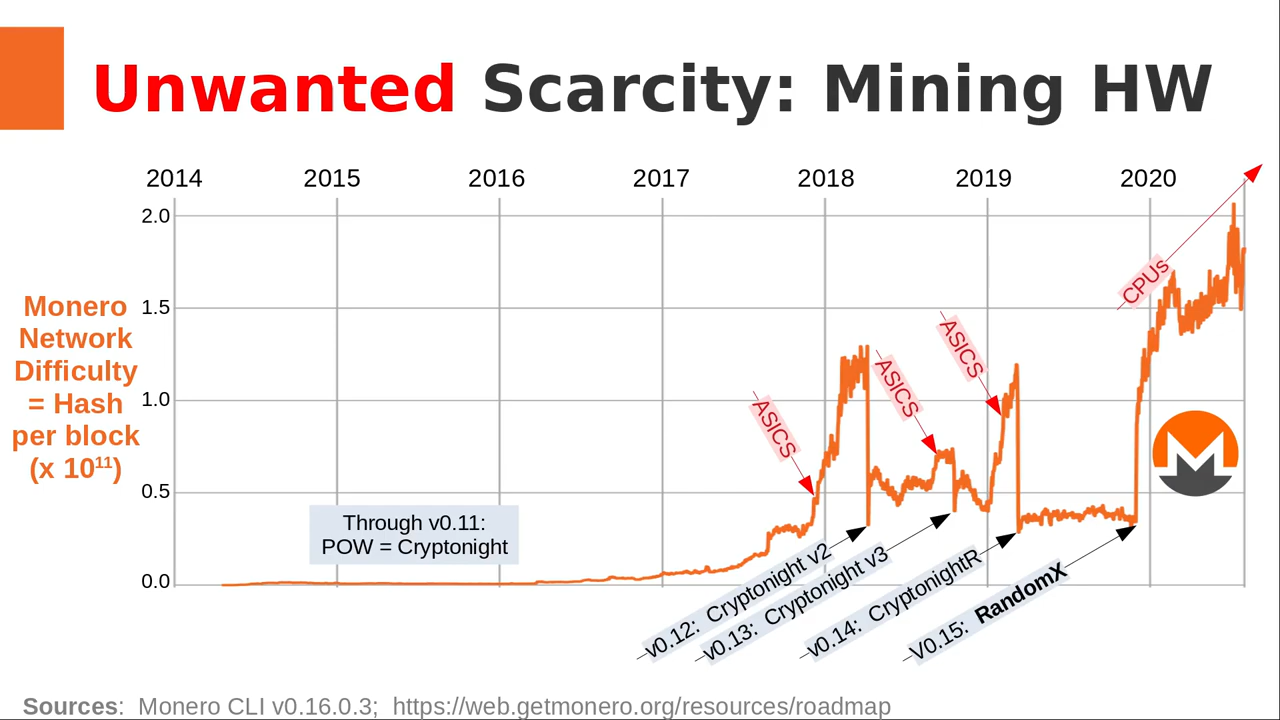 Unwanted Scarcity: Mining HW
2014 2015 2016 2017 2018 2019 2020
2.0
1.5
1.0
0.5
0.0
Monero
Network
Difficulty
= Hash
per block
(x 10¹¹)
Through v0.11:
POW = Cryptonight
ASICS
ASICS
ASICS
CPUs
v0.12: Cryptonight v2
v0.13: Cryptonight v3
v0.14: CryptonightR
V0.15: RandomX
Sources: Monero CLI v0.16.0.3; https://web.getmonero.org/resources/roadmap